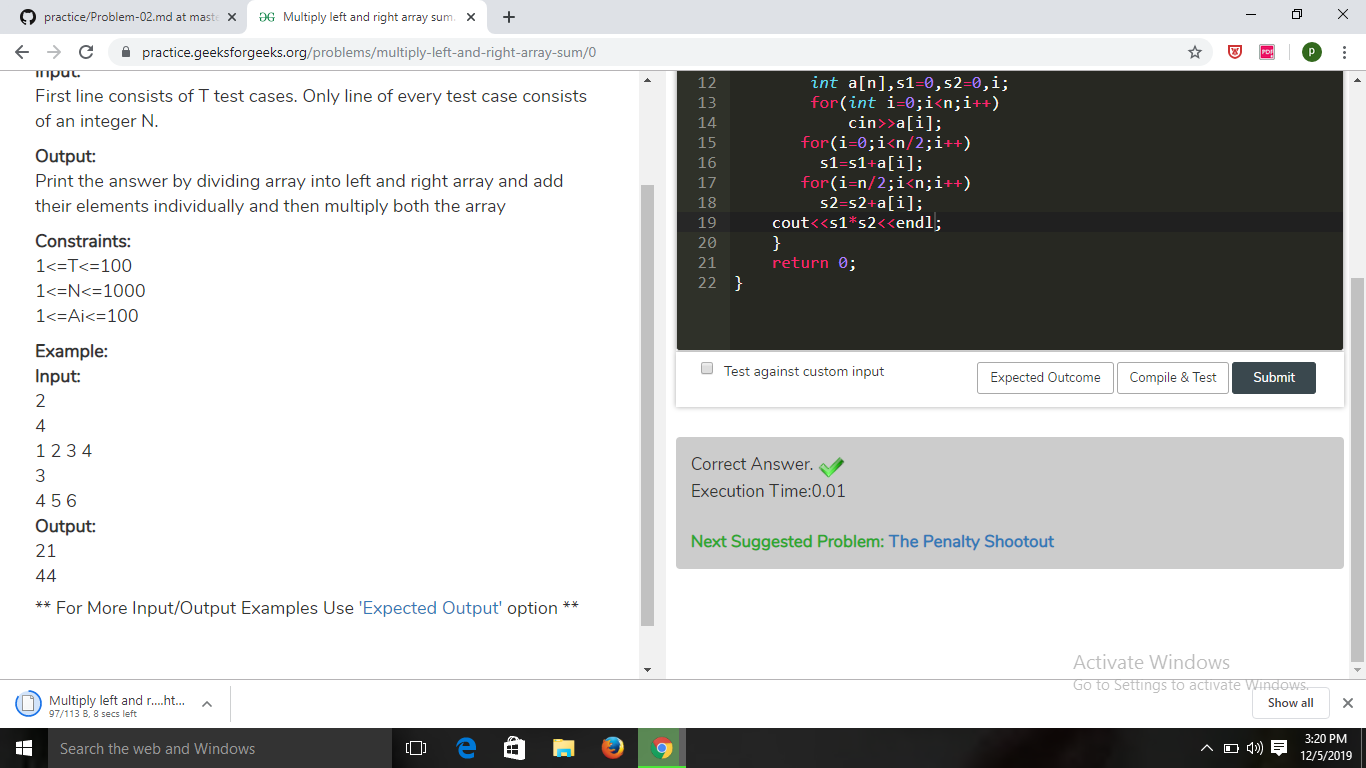 practice/Problem-02.md at mast
Multiply left and right array sum.
practice.geeksforgeeks.org/problems/multiply-left-and-right-array-sum/0
PDF
P
Input:
First line consists of T test cases. Only line of every test case consists
of an integer N.
Output:
Print the answer by dividing array into left and right array and add
their elements individually and then multiply both the array
Constraints:
1<=T<=100
1<=N<=1000
1<=Ai<=100
Example:
Input:
2
4
1 2 3 4
3
4 5 6
Output:
21
44
** For More Input/Output Examples Use 'Expected Output' option **
12 int a[n],s1=0,s2=0,i;
13 for(int i=0;i<n;i++)
14 cin>>a[i];
15 for(i=0;i<n/2;i++)
16 s1=s1+a[i];
17 for(i=n/2;i<n;i++)
18 s2=s2+a[i];
19 cout<<s1*s2<<endl;
20 }
21 return 0;
22 }
Test against custom input
Expected Outcome
Compile & Test
Submit
Correct Answer.
Execution Time:0.01
Next Suggested Problem: The Penalty Shootout
Activate Windows
Go to Settings to activate Windows.
Multiply left and r....ht...
97/113 B, 8 secs left
Show all
Search the web and Windows
3:20 PM
12/5/2019